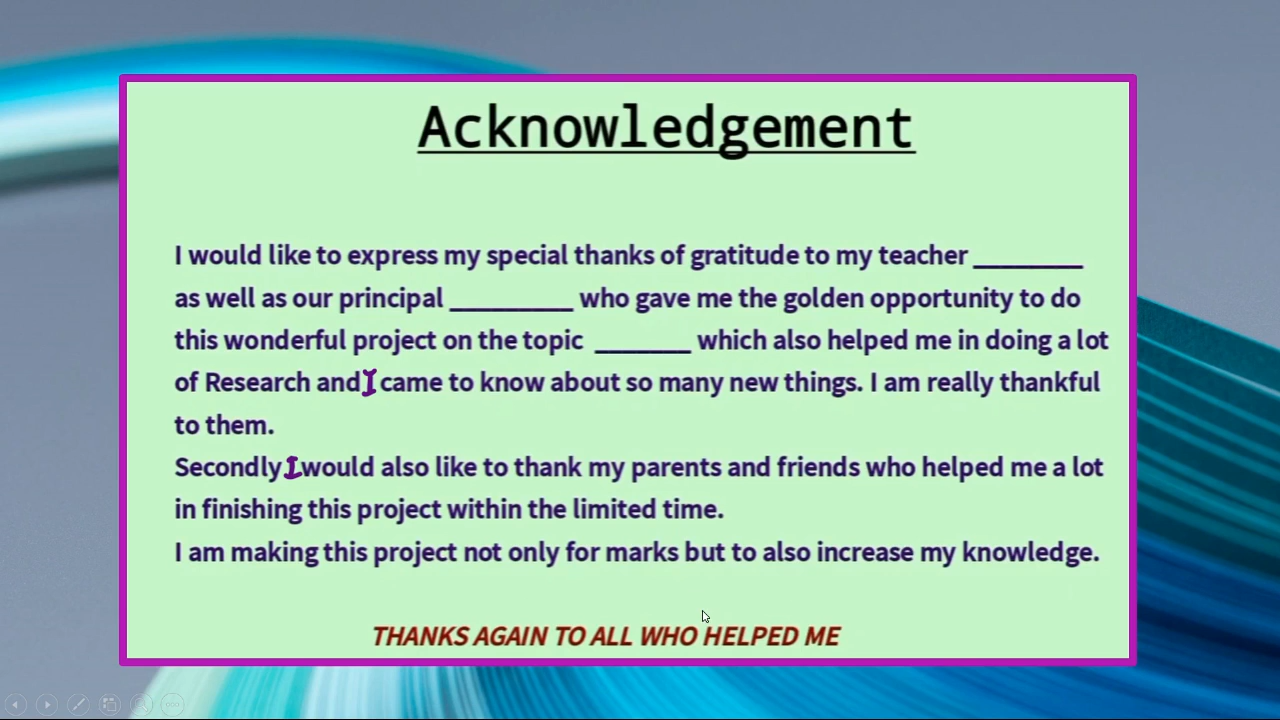 Acknowledgement
I would like to express my special thanks of gratitude to my teacher ________
as well as our principal _________ who gave me the golden opportunity to do
this wonderful project on the topic _______ which also helped me in doing a lot
of Research and I came to know about so many new things. I am really thankful
to them.
Secondly I would also like to thank my parents and friends who helped me a lot
in finishing this project within the limited time.
I am making this project not only for marks but to also increase my knowledge.
THANKS AGAIN TO ALL WHO HELPED ME